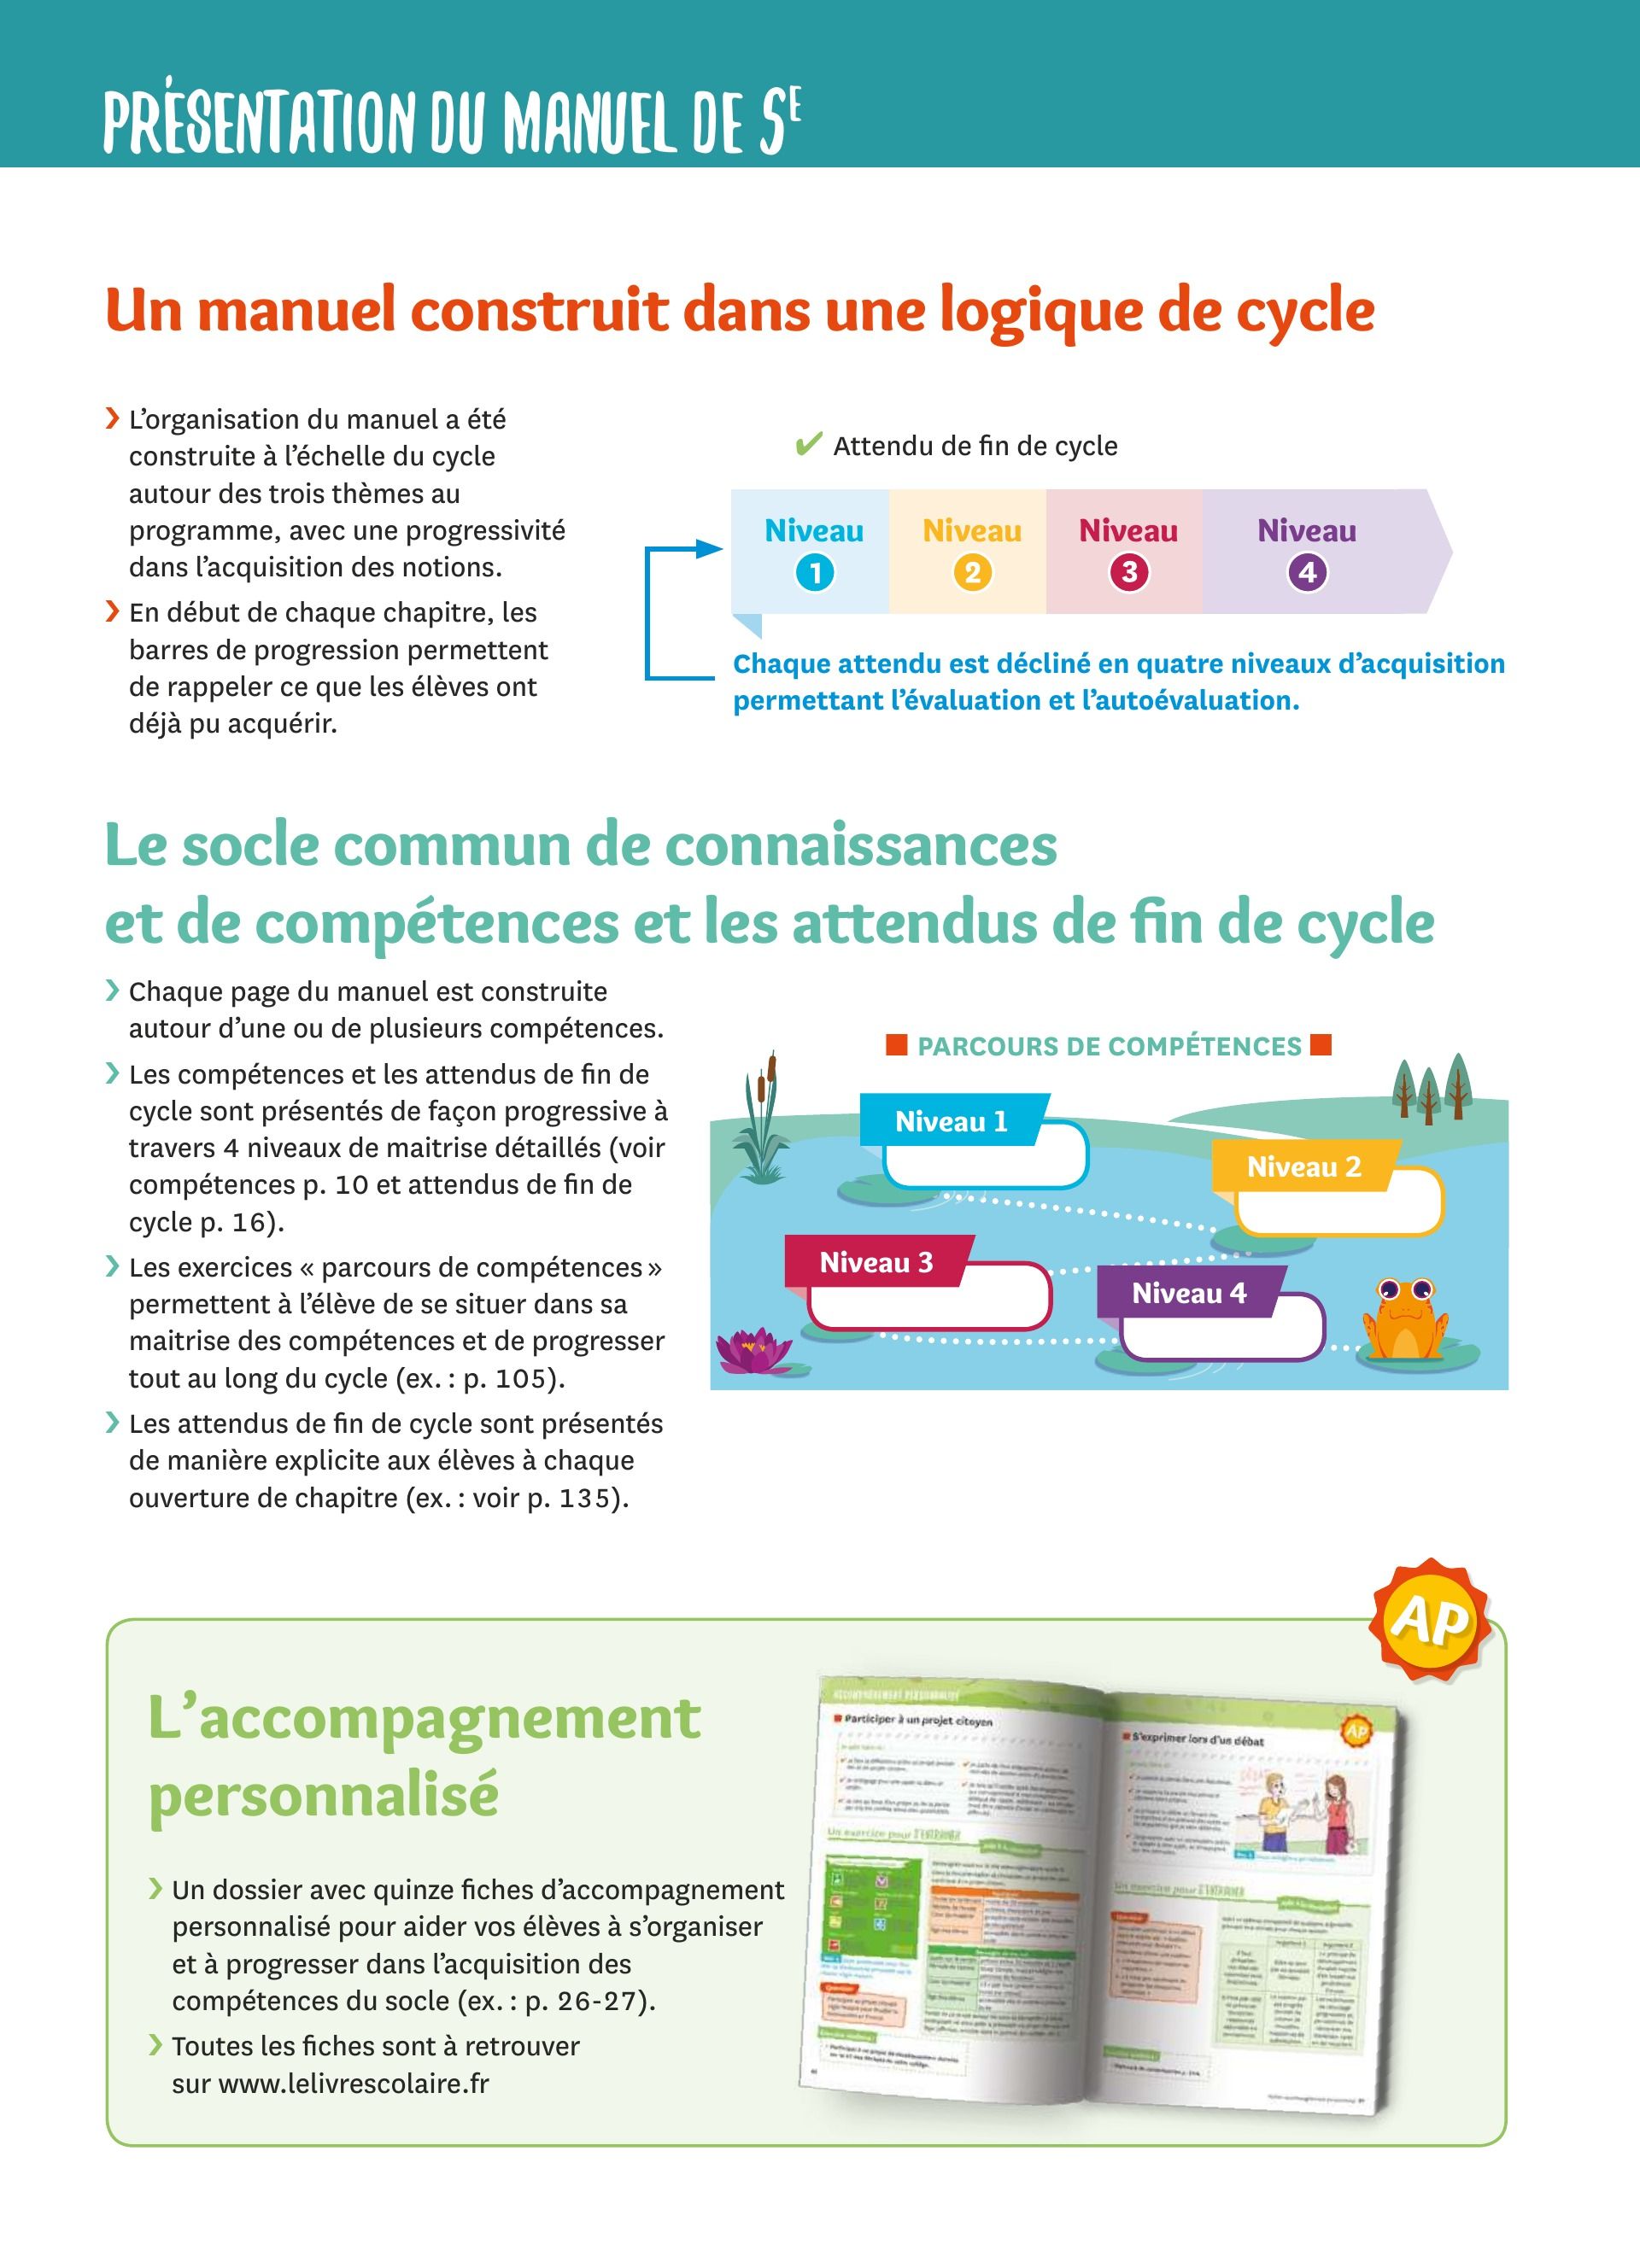 PRÉSENTATION DU MANUEL DE 5E
Un manuel construit dans une logique de cycle
› L’organisation du manuel a été
construite à l’échelle du cycle
autour des trois thèmes au
programme, avec une progressivité
dans l’acquisition des notions.
› En début de chaque chapitre, les
barres de progression permettent
de rappeler ce que les élèves ont
déjà pu acquérir.
✔ Attendu de fin de cycle
Niveau 1
Niveau 2
Niveau 3
Niveau 4
Chaque attendu est décliné en quatre niveaux d’acquisition
permettant l’évaluation et l’autoévaluation.
Le socle commun de connaissances
et de compétences et les attendus de fin de cycle
› Chaque page du manuel est construite
autour d’une ou de plusieurs compétences.
› Les compétences et les attendus de fin de
cycle sont présentés de façon progressive à
travers 4 niveaux de maitrise détaillés (voir
compétences p. 10 et attendus de fin de
cycle p. 16).
› Les exercices « parcours de compétences »
permettent à l’élève de se situer dans sa
maitrise des compétences et de progresser
tout au long du cycle (ex. : p. 105).
› Les attendus de fin de cycle sont présentés
de manière explicite aux élèves à chaque
ouverture de chapitre (ex. : voir p. 135).
PARCOURS DE COMPÉTENCES
Niveau 1
Niveau 2
Niveau 3
Niveau 4
AP
L’accompagnement
personnalisé
› Un dossier avec quinze fiches d’accompagnement
personnalisé pour aider vos élèves à s’organiser
et à progresser dans l’acquisition des
compétences du socle (ex. : p. 26-27).
› Toutes les fiches sont à retrouver
sur www.lelivrescolaire.fr
ACCOMPAGNEMENT PERSONNALISÉ
Participer à un projet citoyen
Un exercice pour S'ENTRAINER
S’exprimer lors d’un débat
AP
Un exercice pour S'ENTRAINER